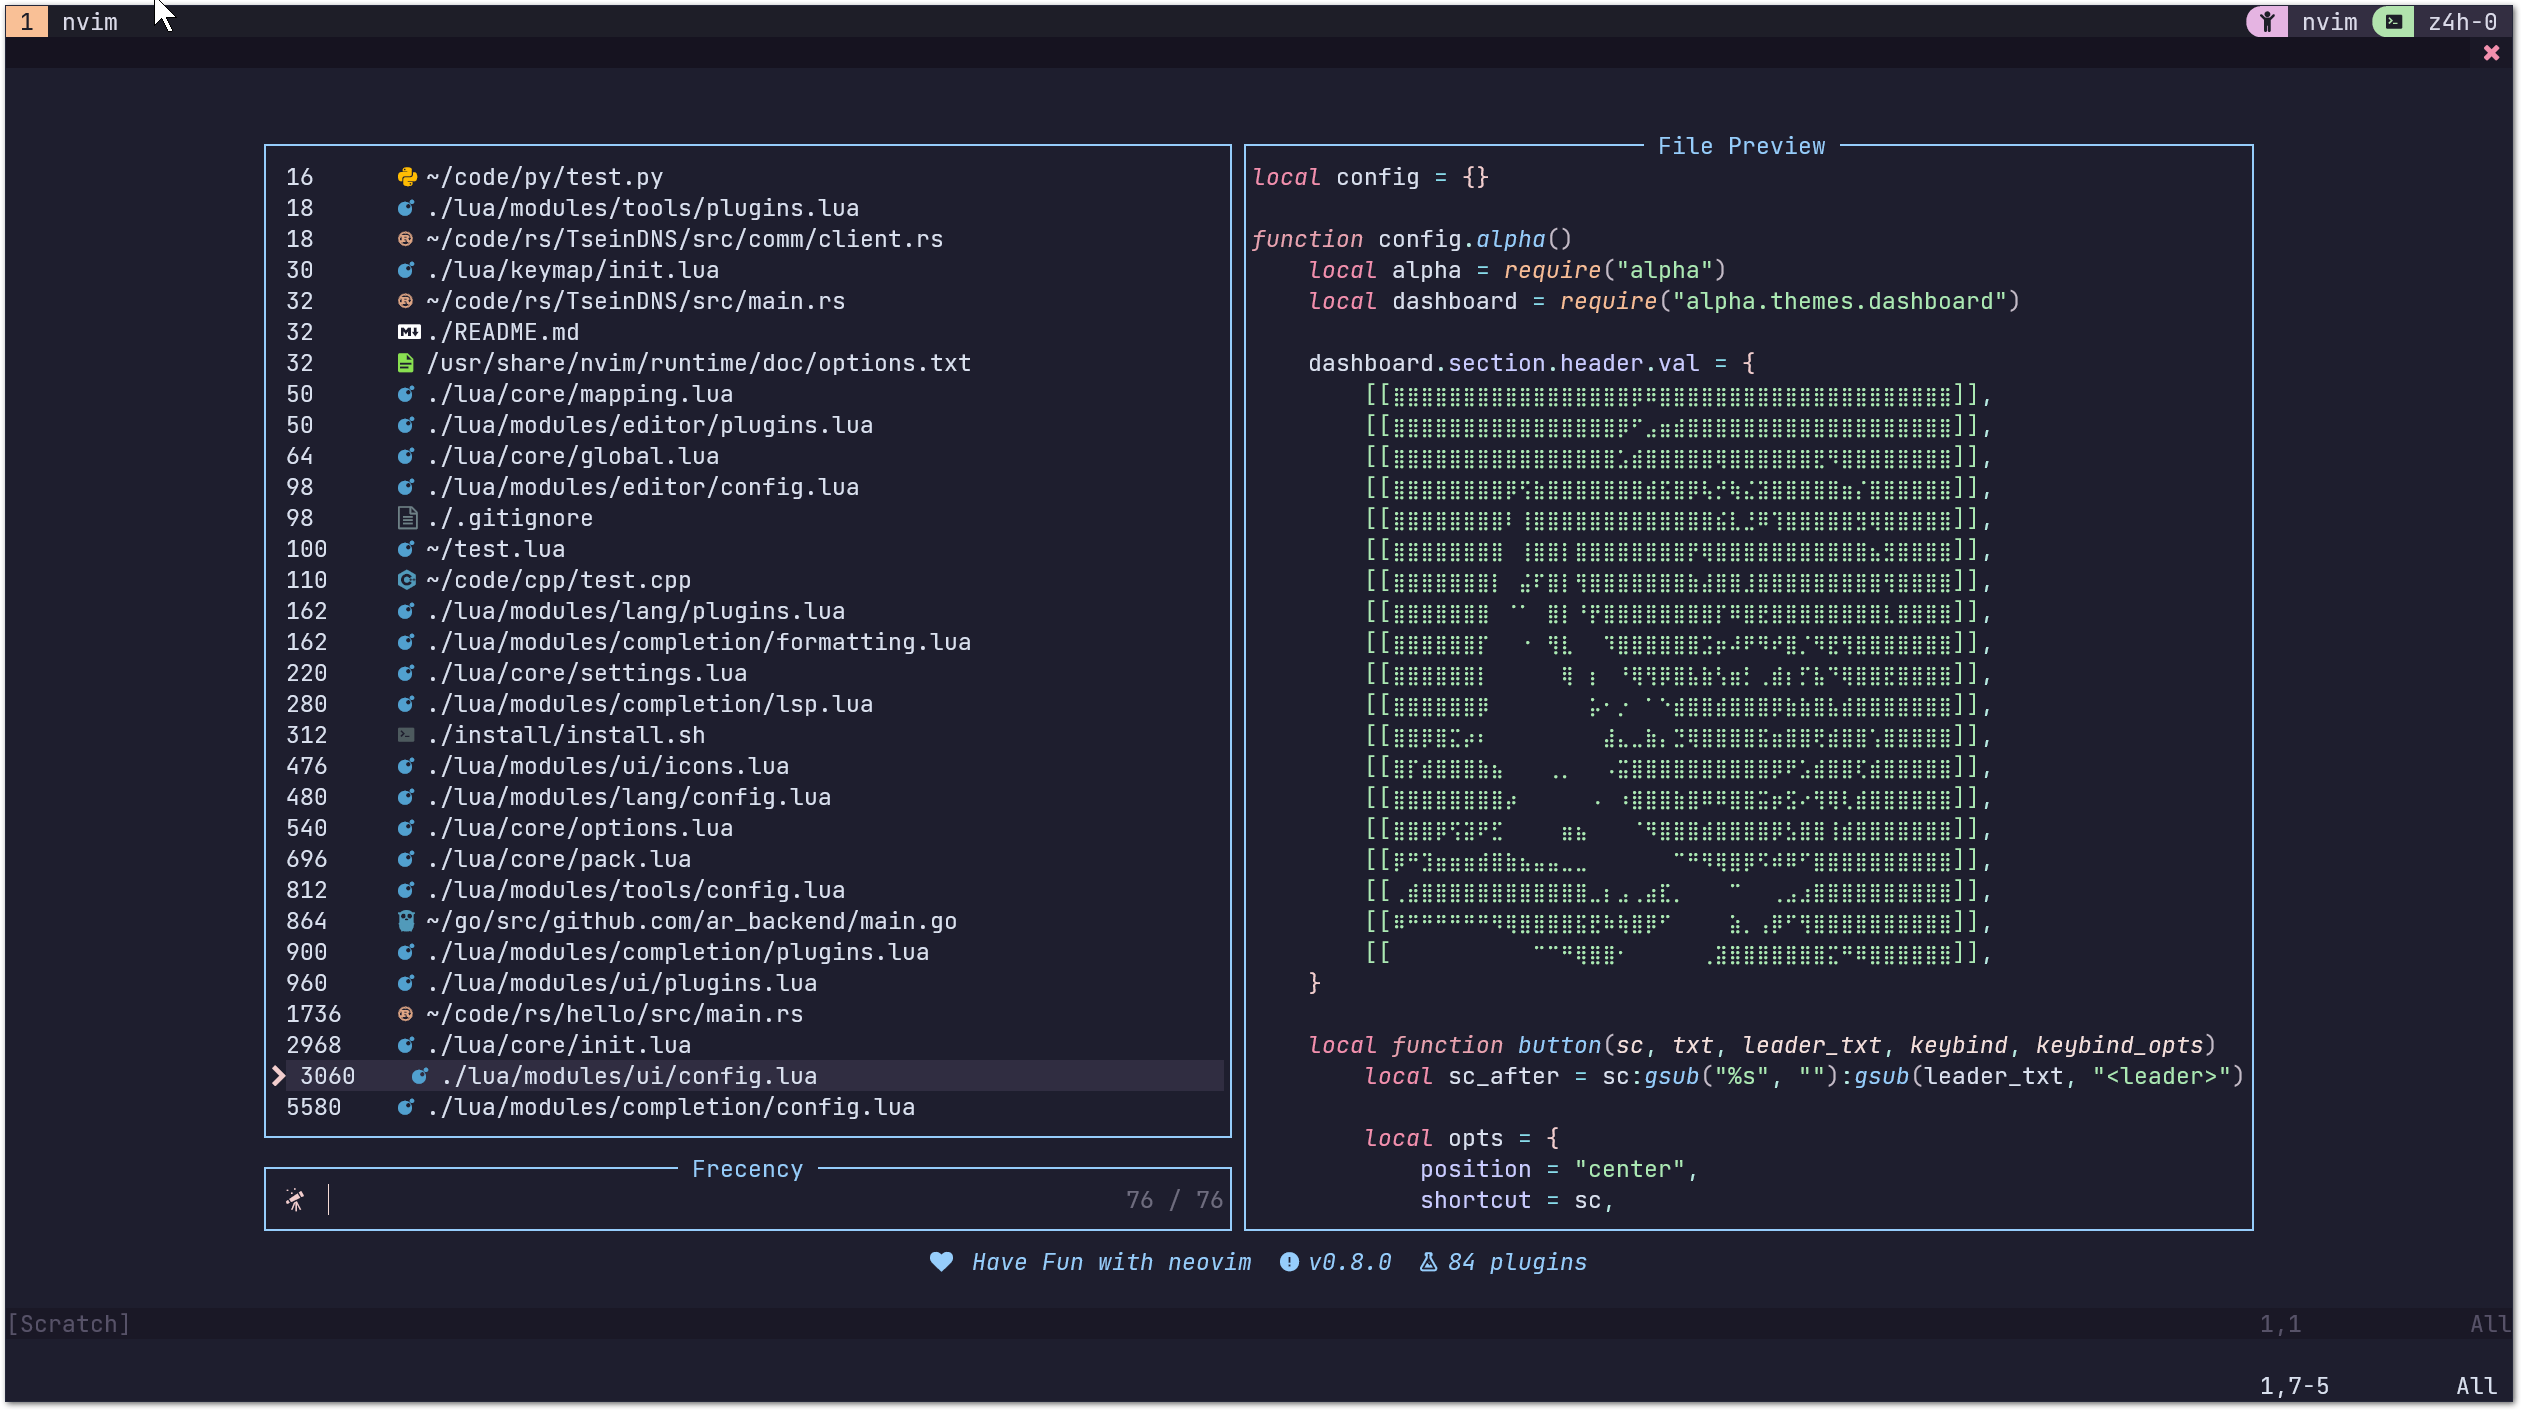 1 nvim
nvim z4h-0
16 ~/code/py/test.py
18 ./lua/modules/tools/plugins.lua
18 ~/code/rs/TseinDNS/src/comm/client.rs
30 ./lua/keymap/init.lua
32 ~/code/rs/TseinDNS/src/main.rs
32 ./README.md
32 /usr/share/nvim/runtime/doc/options.txt
50 ./lua/core/mapping.lua
50 ./lua/modules/editor/plugins.lua
64 ./lua/core/global.lua
98 ./lua/modules/editor/config.lua
98 ./.gitignore
100 ~/test.lua
110 ~/code/cpp/test.cpp
162 ./lua/modules/lang/plugins.lua
162 ./lua/modules/completion/formatting.lua
220 ./lua/core/settings.lua
280 ./lua/modules/completion/lsp.lua
312 ./install/install.sh
476 ./lua/modules/ui/icons.lua
480 ./lua/modules/lang/config.lua
540 ./lua/core/options.lua
696 ./lua/core/pack.lua
812 ./lua/modules/tools/config.lua
864 ~/go/src/github.com/ar_backend/main.go
900 ./lua/modules/completion/plugins.lua
960 ./lua/modules/ui/plugins.lua
1736 ~/code/rs/hello/src/main.rs
2968 ./lua/core/init.lua
3060 ./lua/modules/ui/config.lua
5580 ./lua/modules/completion/config.lua
Frecency
76 / 76
File Preview
local config = {}
function config.alpha()
local alpha = require("alpha")
local dashboard = require("alpha.themes.dashboard")
dashboard.section.header.val = {
}
local function button(sc, txt, leader_txt, keybind, keybind_opts)
local sc_after = sc:gsub("%s", ""):gsub(leader_txt, "<leader>")
local opts = {
position = "center",
shortcut = sc,
Have Fun with neovim v0.8.0 84 plugins
[Scratch] 1,1 All
1,7-5 All